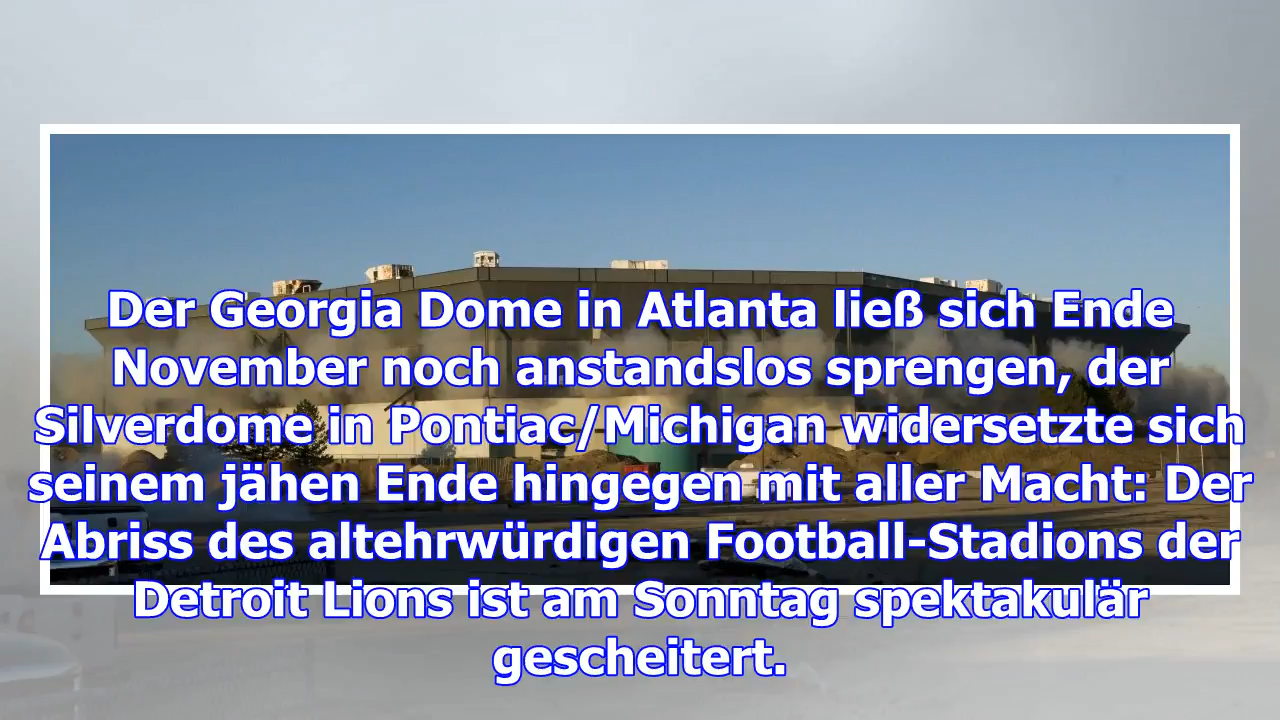 Der Georgia Dome in Atlanta ließ sich Ende
November noch anstandslos sprengen, der
Silverdome in Pontiac/Michigan widersetzte sich
seinem jähen Ende hingegen mit aller Macht: Der
Abriss des altehrwürdigen Football-Stadions der
Detroit Lions ist am Sonntag spektakulär
gescheitert.